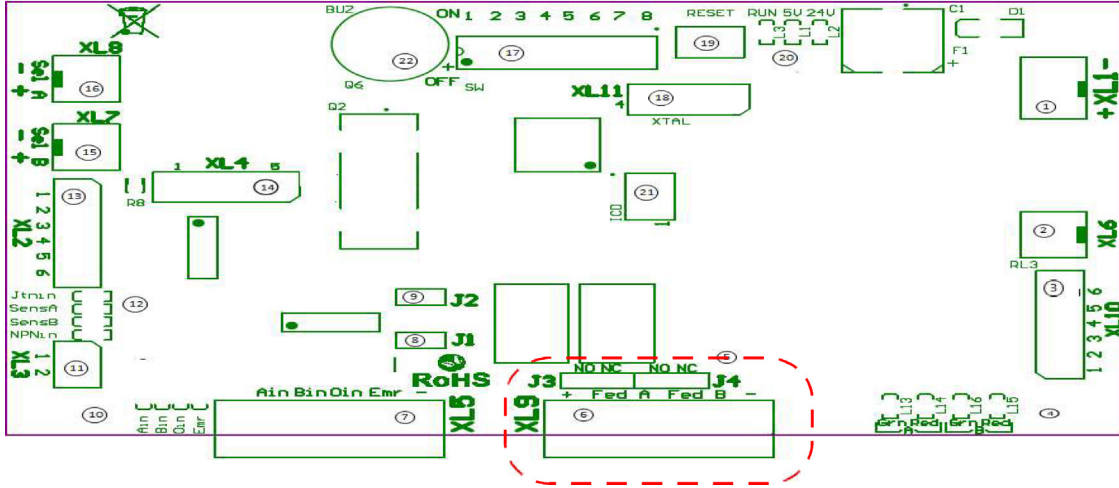 BUZ
ON 1 2 3 4 5 6 7 8
RESET
RUN 5V 24V
C1
D1
XL8
- Sel A +
16
22
+
OFF SW
Q6
17
19
L3 L1 L2
20
F1
+
XL7
- Sel B +
15
Q2
XL11
4
18
XTAL
1
+XL1-
1 XL4 5
14
R8
13
XL2
1 2 3 4 5 6
21
ICD
1
2
XL6
RL3
3
XL10
1 2 3 4 5 6
Jtmin
SensA
SensB
NPNin
12
9 J2
8 J1
XL3
1 2
11
RoHS
5
NO NC NO NC
J3 J4
Ain Bin Oin Emr -
+ Fed A Fed B -
10
Ain Bin Oin Emr
7
XL5
XL9
6
L13 L14 L16 L15
4
Grn Red Grn Red
A B